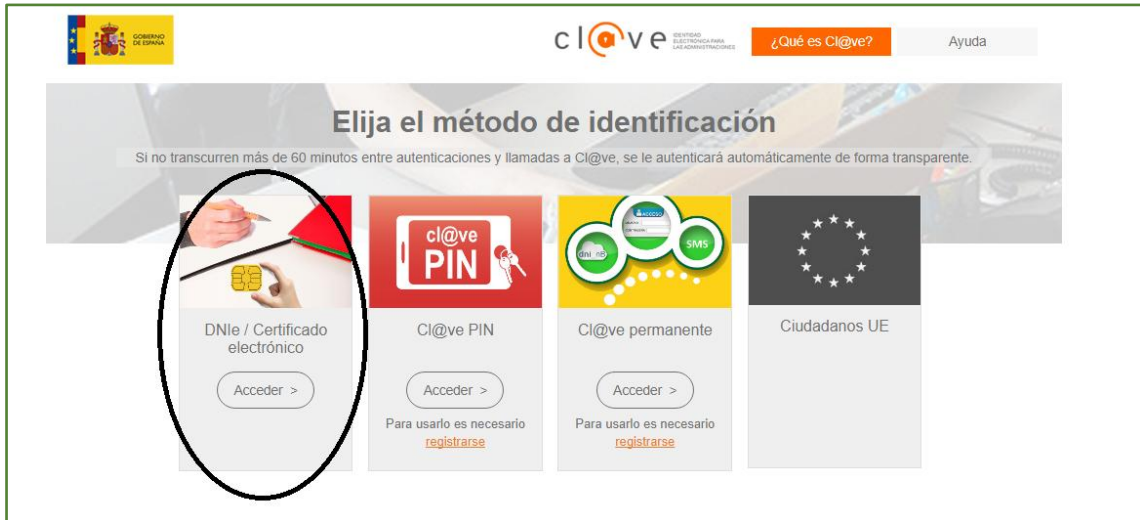 GOBIERNO
DE ESPAÑA
cl@ve
IDENTIDAD
ELECTRÓNICA PARA
LAS ADMINISTRACIONES
¿Qué es Cl@ve?
Ayuda
Elija el método de identificación
Si no transcurren más de 60 minutos entre autenticaciones y llamadas a Cl@ve, se le autenticará automáticamente de forma transparente.
cl@ve
PIN
ACCESO
dni nb
SMS
DNIe / Certificado
electrónico
Acceder >
Cl@ve PIN
Acceder >
Para usarlo es necesario
registrarse
Cl@ve permanente
Acceder >
Para usarlo es necesario
registrarse
Ciudadanos UE